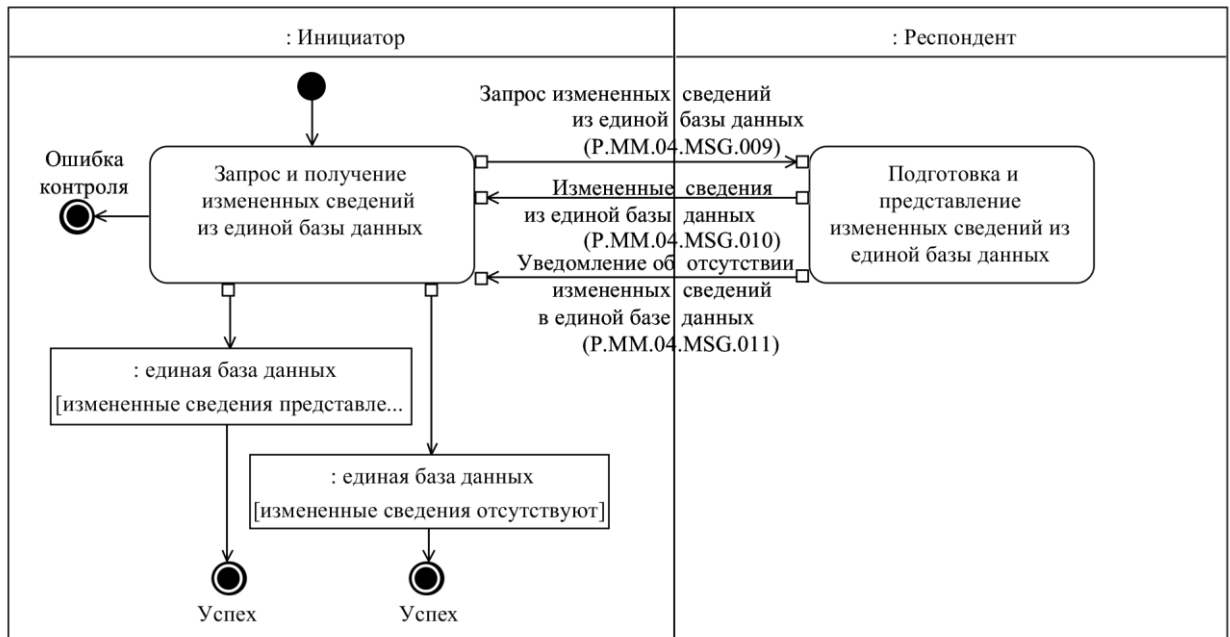 : Инициатор
: Респондент
Запрос измененных сведений
из единой базы данных
(P.MM.04.MSG.009)
Ошибка
контроля
Запрос и получение
измененных сведений
из единой базы данных
Измененные сведения
из единой базы данных
(P.MM.04.MSG.010)
Уведомление об отсутствии
измененных сведений
в единой базе данных
(P.MM.04.MSG.011)
Подготовка и
представление
измененных сведений из
единой базы данных
: единая база данных
[измененные сведения представле...
: единая база данных
[измененные сведения отсутствуют]
Успех
Успех